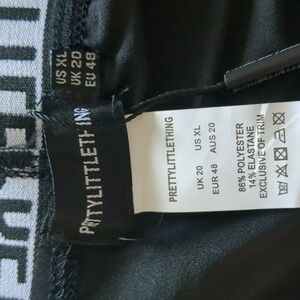 US XL
UK 20
EU 48
PRETTYLITTLETHING
PRETTYLITTLETHING
UK 20 US XL
EUR 48 AUS 20
86% POLYESTER
14% ELASTANE
EXCLUSIVE OF TRIM